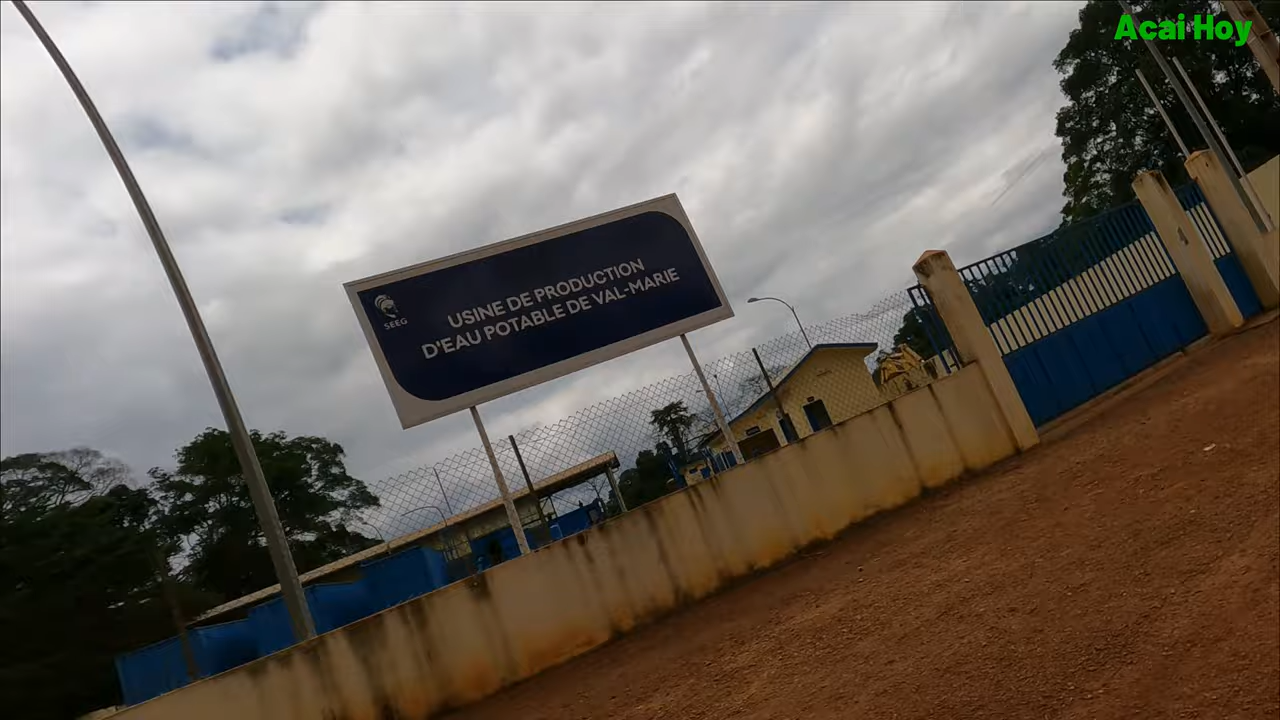 Acai Hoy
SEEG
USINE DE PRODUCTION
D'EAU POTABLE DE VAL-MARIE